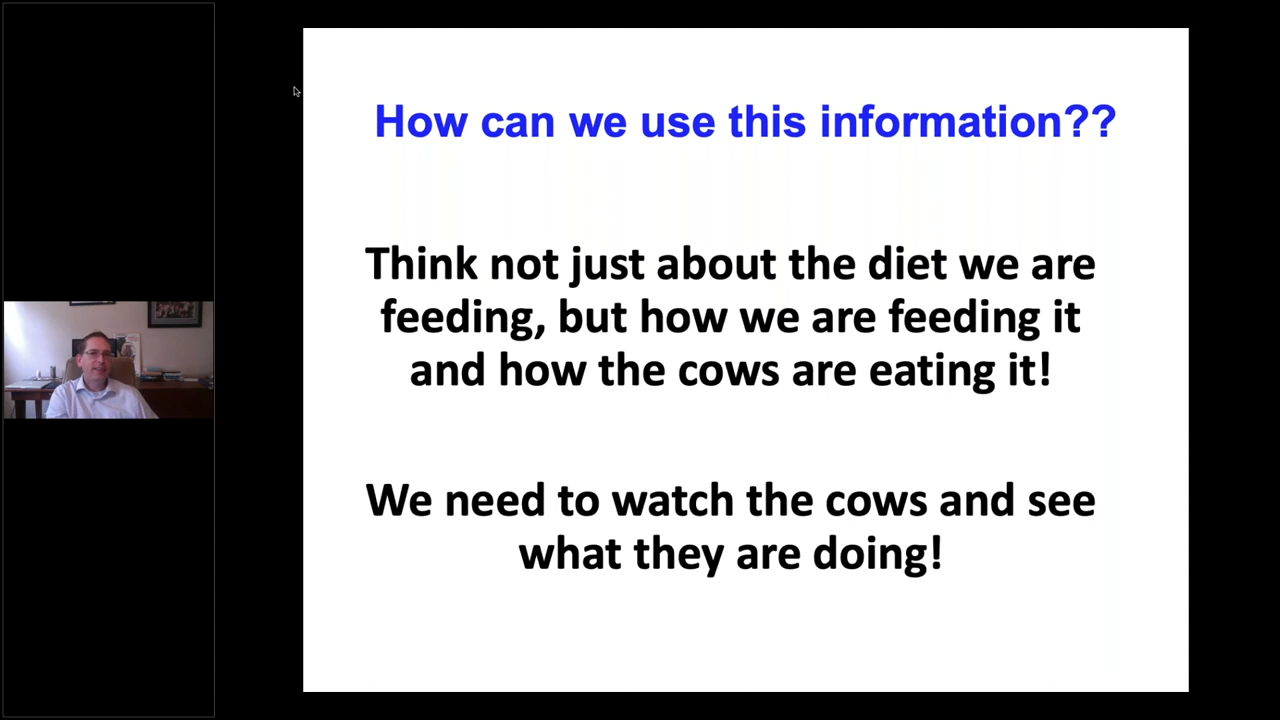 How can we use this information??
Think not just about the diet we are
feeding, but how we are feeding it
and how the cows are eating it!
We need to watch the cows and see
what they are doing!